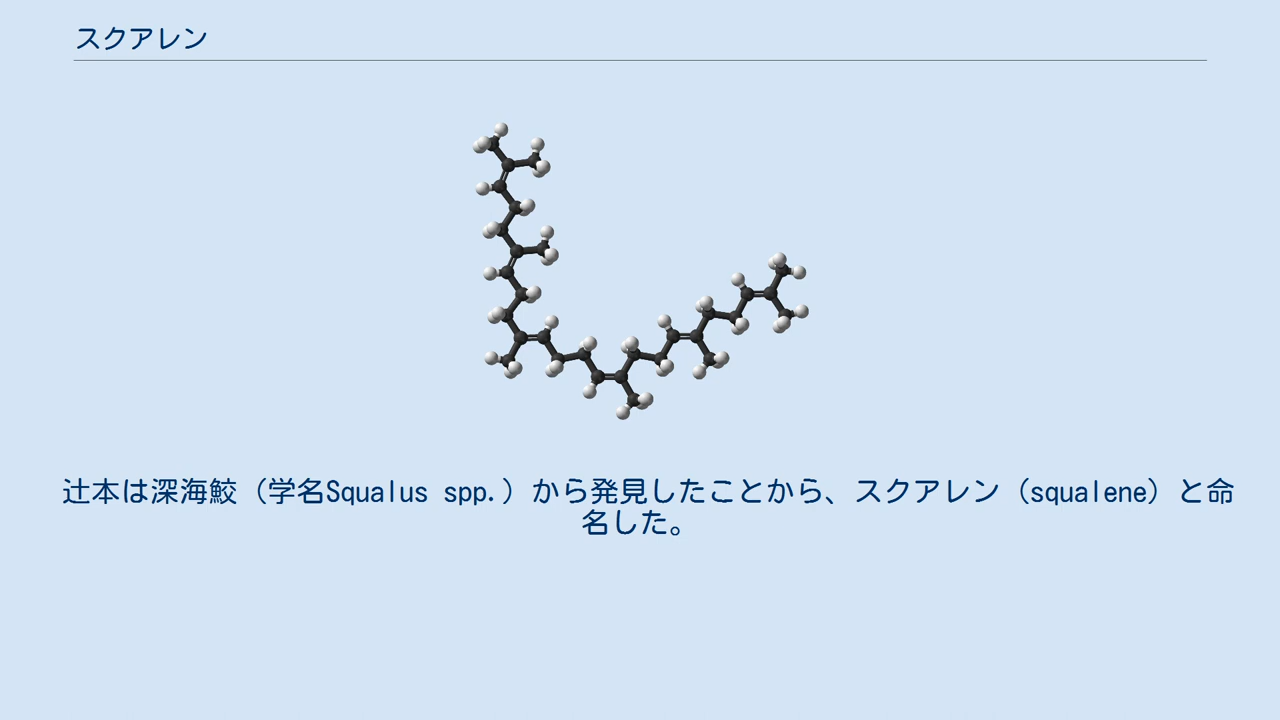 スクアレン
辻本は深海鮫（学名Squalus spp.）から発見したことから、スクアレン（squalene）と命
名した。